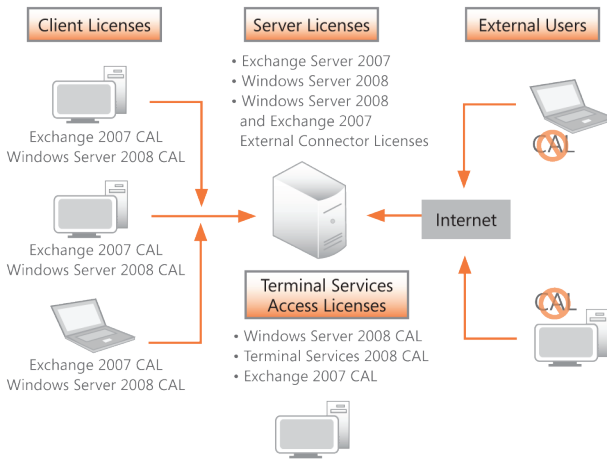 Client Licenses
Server Licenses
External Users
• Exchange Server 2007
• Windows Server 2008
• Windows Server 2008
and Exchange 2007
External Connector Licenses
Exchange 2007 CAL
Windows Server 2008 CAL
CAL
Exchange 2007 CAL
Windows Server 2008 CAL
Internet
Terminal Services
Access Licenses
• Windows Server 2008 CAL
• Terminal Services 2008 CAL
• Exchange 2007 CAL
CAL
Exchange 2007 CAL
Windows Server 2008 CAL